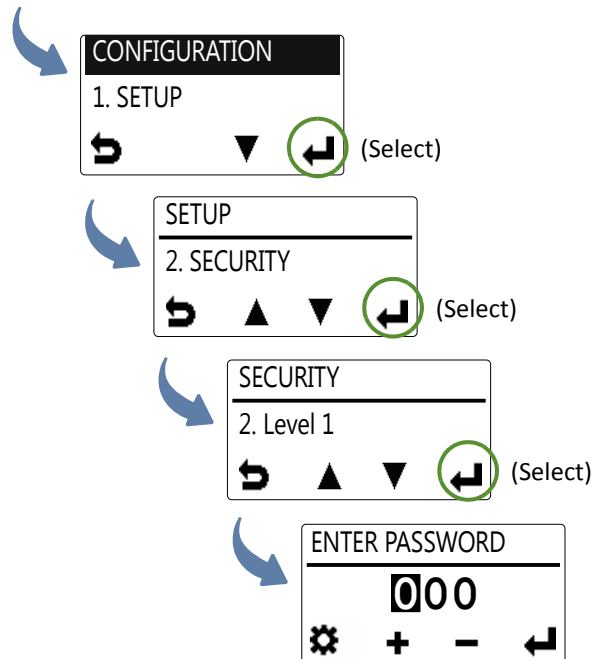 CONFIGURATION
1. SETUP
(Select)
SETUP
2. SECURITY
(Select)
SECURITY
2. Level 1
(Select)
ENTER PASSWORD
000